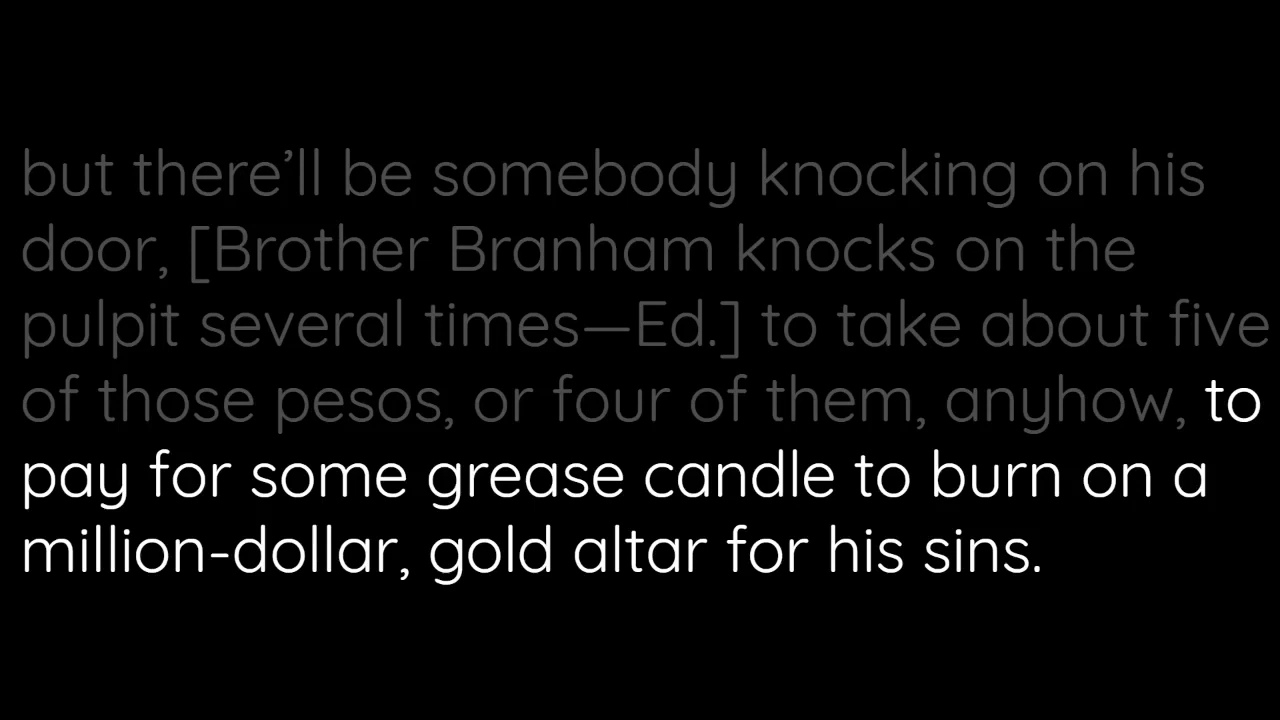 but there’ll be somebody knocking on his
door, [Brother Branham knocks on the
pulpit several times—Ed.] to take about five
of those pesos, or four of them, anyhow, to
pay for some grease candle to burn on a
million-dollar, gold altar for his sins.